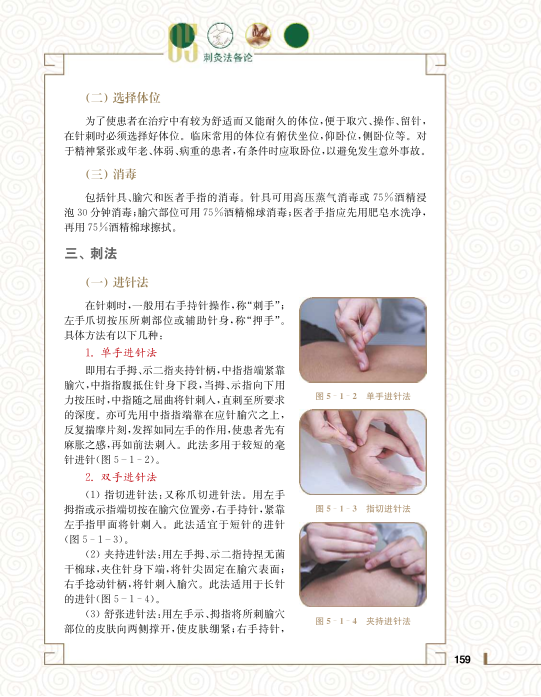 05
刺灸法备论
(二) 选择体位
为了使患者在治疗中有较为舒适而又能耐久的体位,便于取穴、操作、留针,
在针刺时必须选择好体位。临床常用的体位有俯伏坐位,仰卧位,侧卧位等。对
于精神紧张或年老、体弱、病重的患者,有条件时应取卧位,以避免发生意外事故。
(三) 消毒
包括针具、腧穴和医者手指的消毒。针具可用高压蒸气消毒或 75%酒精浸
泡 30 分钟消毒;腧穴部位可用 75%酒精棉球消毒;医者手指应先用肥皂水洗净,
再用 75%酒精棉球擦拭。
三、刺法
(一) 进针法
在针刺时,一般用右手持针操作,称“刺手”;
左手爪切按压所刺部位或辅助针身,称“押手”。
具体方法有以下几种:
1. 单手进针法
即用右手拇、示二指夹持针柄,中指指端紧靠
腧穴,中指指腹抵住针身下段,当拇、示指向下用
力按压时,中指随之屈曲将针刺入,直刺至所要求
的深度。亦可先用中指指端靠在应针腧穴之上,
反复揣摩片刻,发挥如同左手的作用,使患者先有
麻胀之感,再如前法刺入。此法多用于较短的毫
针进针(图 5-1-2)。
2. 双手进针法
(1) 指切进针法:又称爪切进针法。用左手
拇指或示指端切按在腧穴位置旁,右手持针,紧靠
左手指甲面将针刺入。此法适宜于短针的进针
(图 5-1-3)。
(2) 夹持进针法:用左手拇、示二指持捏无菌
干棉球,夹住针身下端,将针尖固定在腧穴表面;
右手捻动针柄,将针刺入腧穴。此法适用于长针
的进针(图 5-1-4)。
(3) 舒张进针法:用左手示、拇指将所刺腧穴
部位的皮肤向两侧撑开,使皮肤绷紧;右手持针,
图 5-1-2 单手进针法
图 5-1-3 指切进针法
图 5-1-4 夹持进针法
159